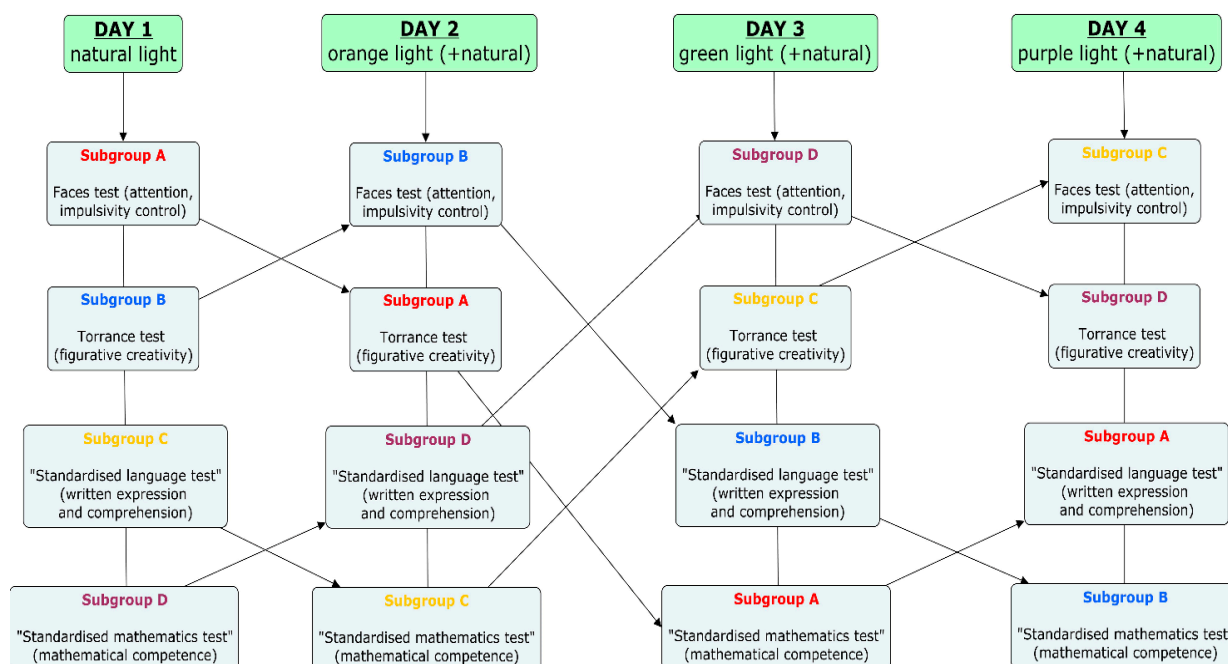 DAY 1
natural light
Subgroup A
Faces test (attention,
impulsivity control)
Subgroup B
Torrance test
(figurative creativity)
Subgroup C
"Standardised language test"
(written expression
and comprehension)
Subgroup D
"Standardised mathematics test"
(mathematical competence)
DAY 2
orange light (+natural)
Subgroup B
Faces test (attention,
impulsivity control)
Subgroup A
Torrance test
(figurative creativity)
Subgroup D
"Standardised language test"
(written expression
and comprehension)
Subgroup C
"Standardised mathematics test"
(mathematical competence)
DAY 3
green light (+natural)
Subgroup D
Faces test (attention,
impulsivity control)
Subgroup C
Torrance test
(figurative creativity)
Subgroup B
"Standardised language test"
(written expression
and comprehension)
Subgroup A
"Standardised mathematics test"
(mathematical competence)
DAY 4
purple light (+natural)
Subgroup C
Faces test (attention,
impulsivity control)
Subgroup D
Torrance test
(figurative creativity)
Subgroup A
"Standardised language test"
(written expression
and comprehension)
Subgroup B
"Standardised mathematics test"
(mathematical competence)